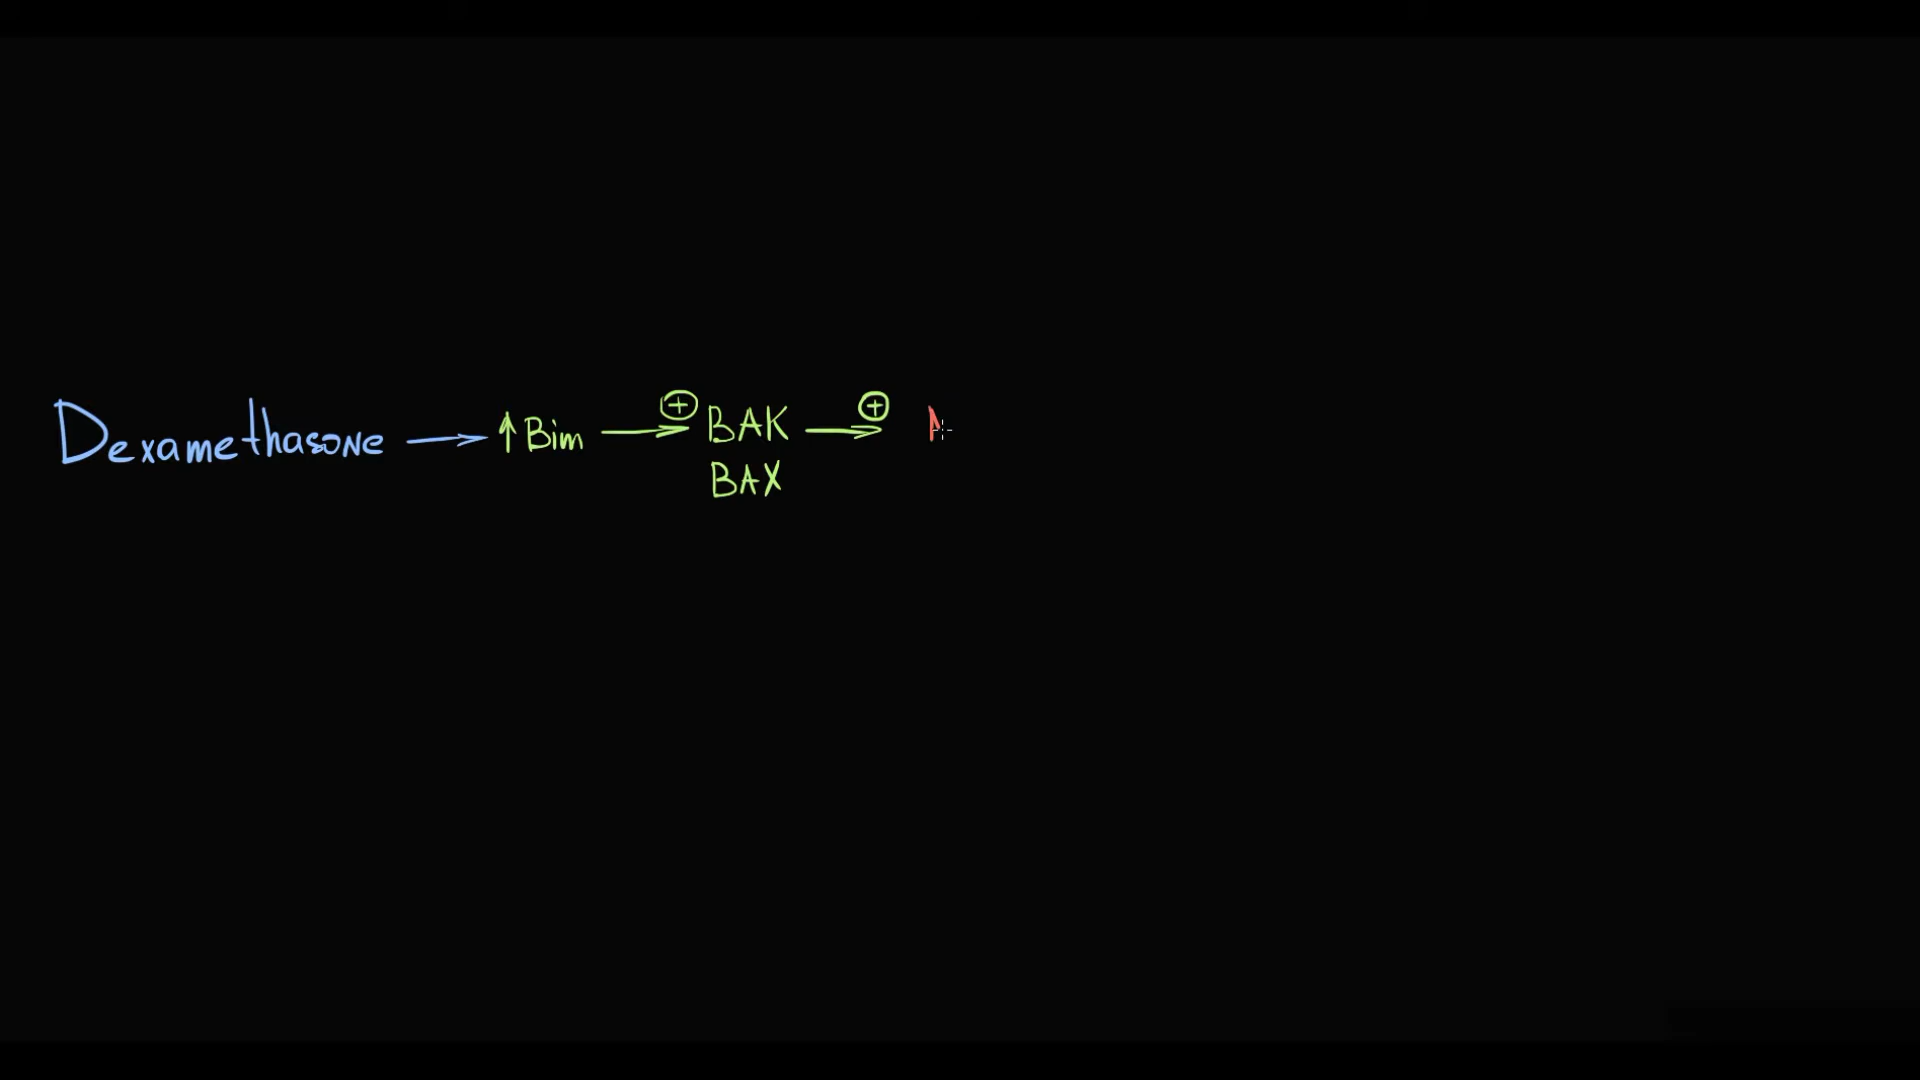 Dexamethasone → ↑ Bim → ⊕ BAK → ⊕
BAX